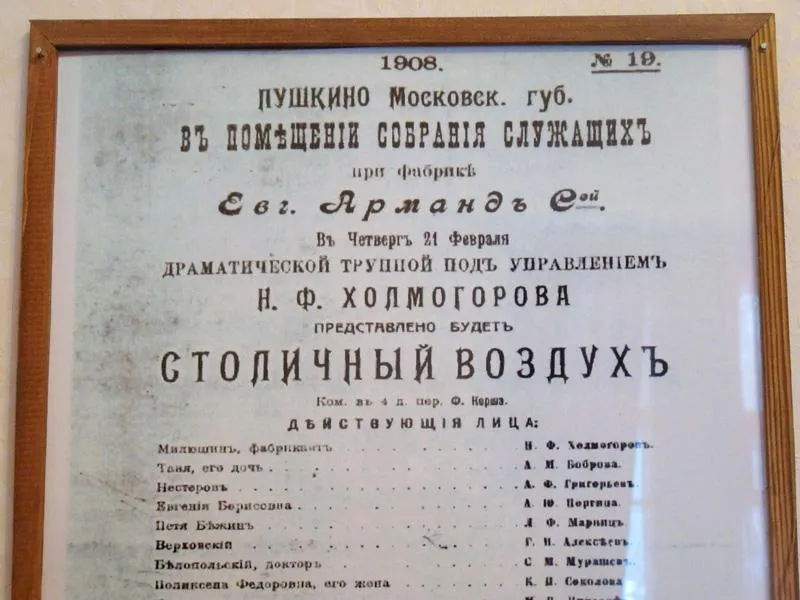 1908. № 19.
ПУШКИНО Московск. губ.
ВЪ ПОМѢЩЕНІИ СОБРАНІЯ СЛУЖАЩИХЪ
при фабрикѣ
Евг. Армандъ Сой.
Въ Четвергъ 21 Февраля
ДРАМАТИЧЕСКОЙ ТРУППОЙ ПОДЪ УПРАВЛЕНІЕМЪ
Н. Ф. ХОЛМОГОРОВА
ПРЕДСТАВЛЕНО БУДЕТЪ
СТОЛИЧНЫЙ ВОЗДУХЪ
Ком. въ 4 д. пер. Ф. Корша.
ДѢЙСТВУЮЩІЯ ЛИЦА:
Милюшинъ, фабрикантъ . . . . . . . . . Н. Ф. Холмогоровъ.
Таня, его дочь . . . . . . . . . . . . А. М. Боброва.
Нестеровъ . . . . . . . . . . . . . А. Ф. Григорьевъ.
Евгенія Борисовна . . . . . . . . . . . А. Ю.
Петя Бѣжинъ . . . . . . . . . . . . Ф.
Верховскій . . . . . . . . . . . . . Г. Н. Алексѣевъ.
Бѣлопольскій, докторъ . . . . . . . . . С. М. Мурашев.
Поликсена Федоровна, его жена . . . . . . . К. П. Соколова